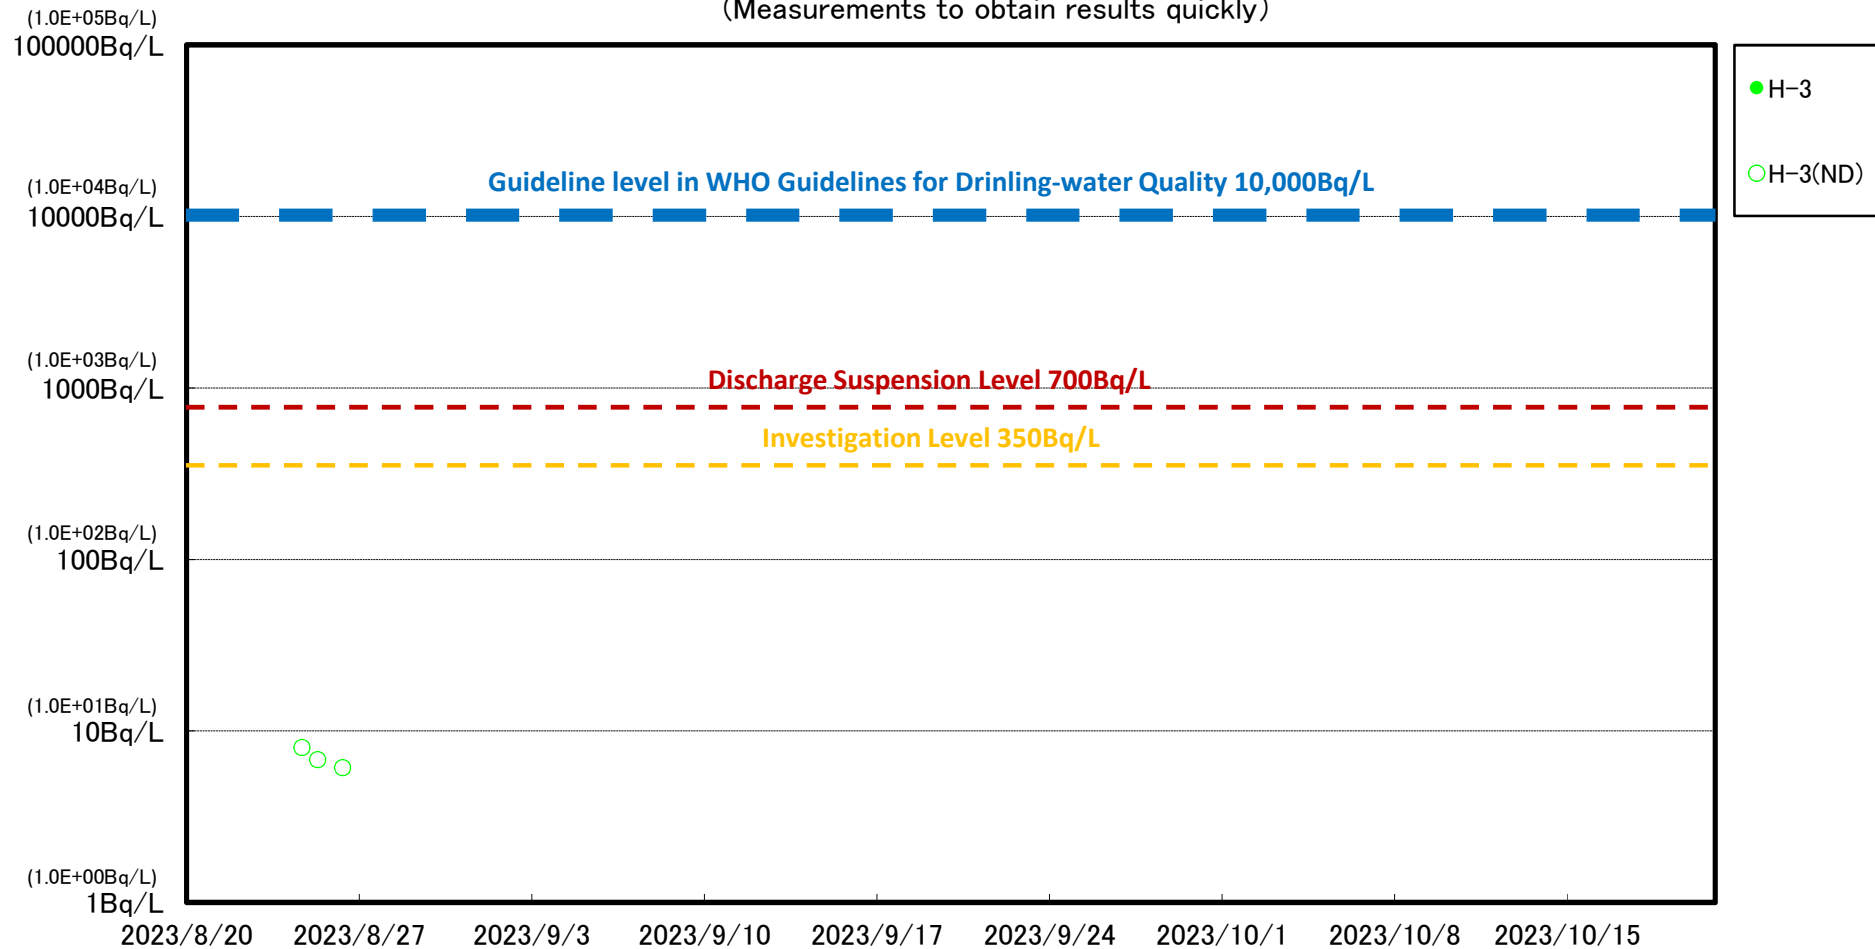 (Measurements to obtain results quickly)
(1.0E+05Bq/L)
100000Bq/L
H-3
H-3(ND)
Guideline level in WHO Guidelines for Drinling-water Quality 10,000Bq/L
(1.0E+04Bq/L)
10000Bq/L
(1.0E+03Bq/L)
1000Bq/L
Discharge Suspension Level 700Bq/L
Investigation Level 350Bq/L
(1.0E+02Bq/L)
100Bq/L
(1.0E+01Bq/L)
10Bq/L
(1.0E+00Bq/L)
1Bq/L
2023/8/20 2023/8/27 2023/9/3 2023/9/10 2023/9/17 2023/9/24 2023/10/1 2023/10/8 2023/10/15